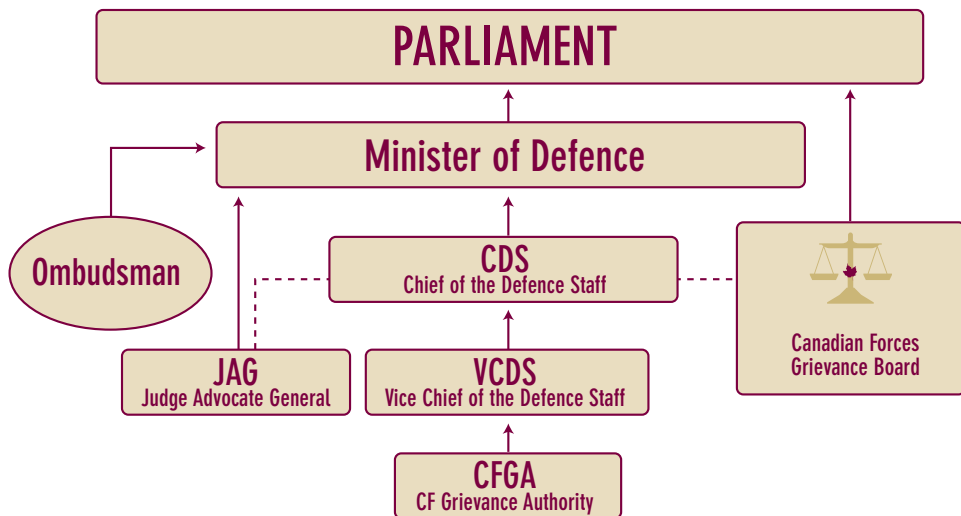 PARLIAMENT
Minister of Defence
Ombudsman
CDS
Chief of the Defence Staff
Canadian Forces
Grievance Board
JAG
Judge Advocate General
VCDS
Vice Chief of the Defence Staff
CFGA
CF Grievance Authority